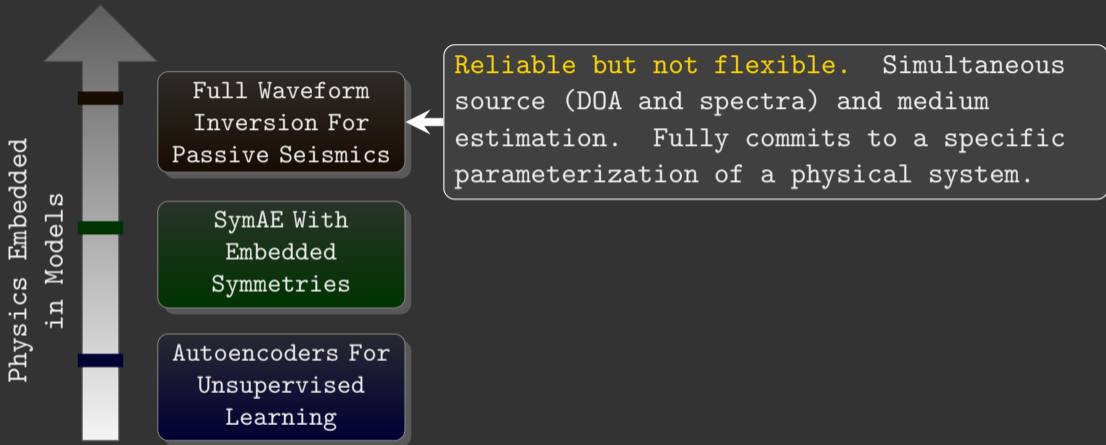 Physics Embedded
in Models
Full Waveform
Inversion For
Passive Seismics
Reliable but not flexible. Simultaneous
source (DOA and spectra) and medium
estimation. Fully commits to a specific
parameterization of a physical system.
SymAE With
Embedded
Symmetries
Autoencoders For
Unsupervised
Learning